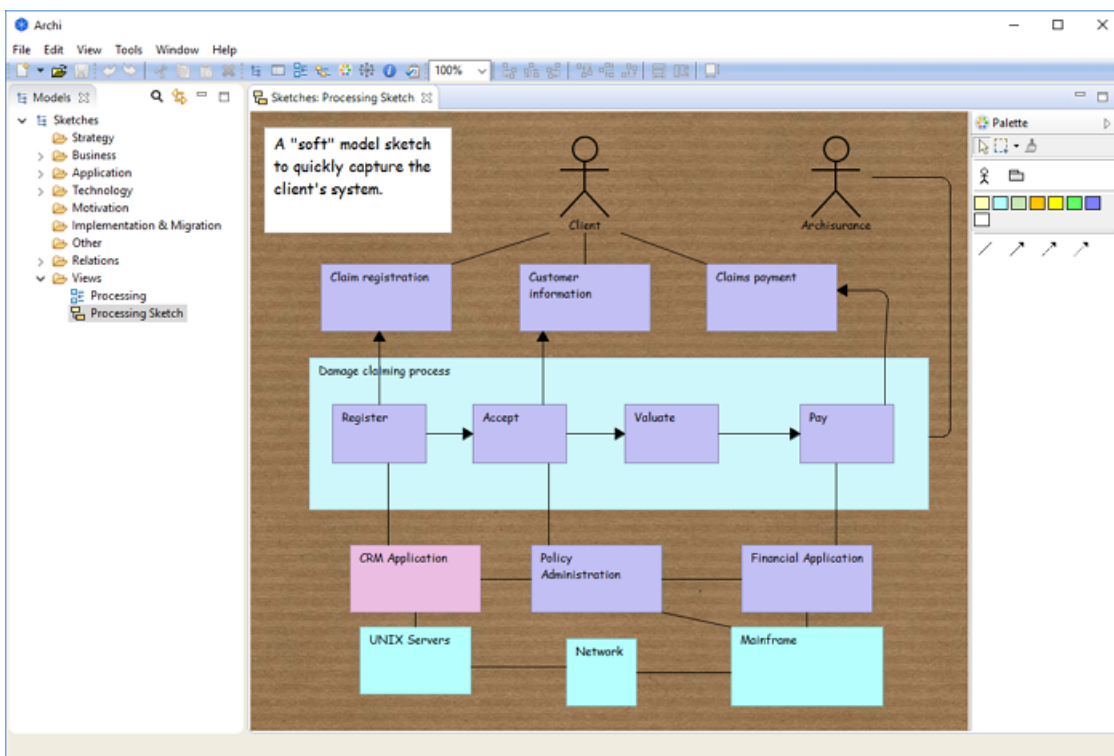 Archi
File Edit View Tools Window Help
100%
Models
Sketches: Processing Sketch
Sketches
Strategy
Business
Application
Technology
Motivation
Implementation & Migration
Other
Relations
Views
Processing
Processing Sketch
A "soft" model sketch
to quickly capture the
client's system.
Client
Archisurance
Claim registration
Customer
information
Claims payment
Damage claiming process
Register
Accept
Valuate
Pay
CRM Application
Policy
Administration
Financial Application
UNIX Servers
Network
Mainframe
Palette